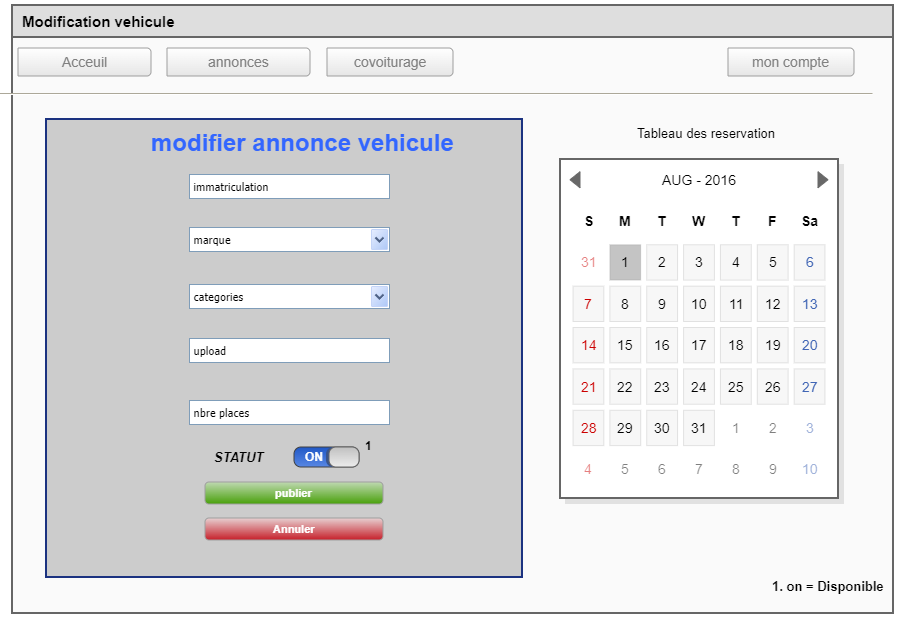 Modification vehicule
Acceuil annonces covoiturage mon compte
modifier annonce vehicule
immatriculation
marque
categories
upload
nbre places
STATUT ON 1
publier
Annuler
Tableau des reservation
AUG - 2016
S M T W T F Sa
31 1 2 3 4 5 6
7 8 9 10 11 12 13
14 15 16 17 18 19 20
21 22 23 24 25 26 27
28 29 30 31 1 2 3
4 5 6 7 8 9 10
1. on = Disponible